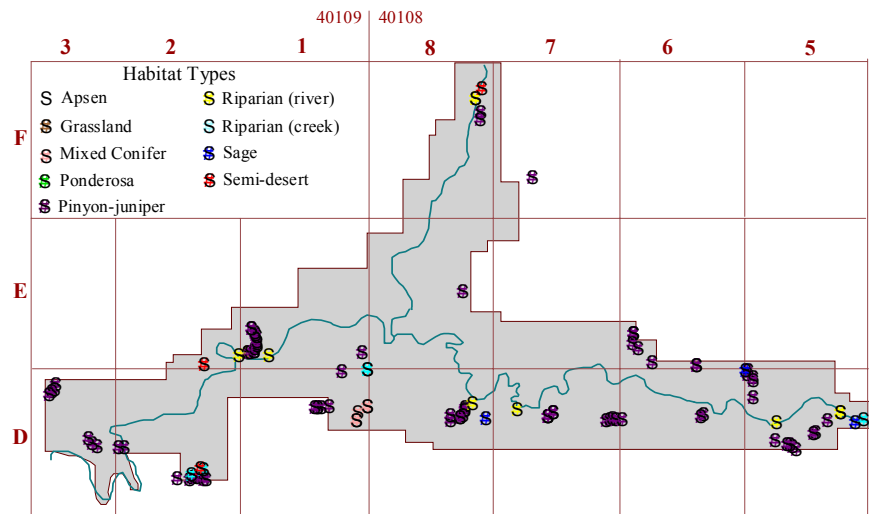 40109 40108
3 2 1 8 7 6 5
Habitat Types
S Apsen S Riparian (river)
S Grassland S Riparian (creek)
S Mixed Conifer S Sage
S Ponderosa S Semi-desert
S Pinyon-juniper
F
E
D